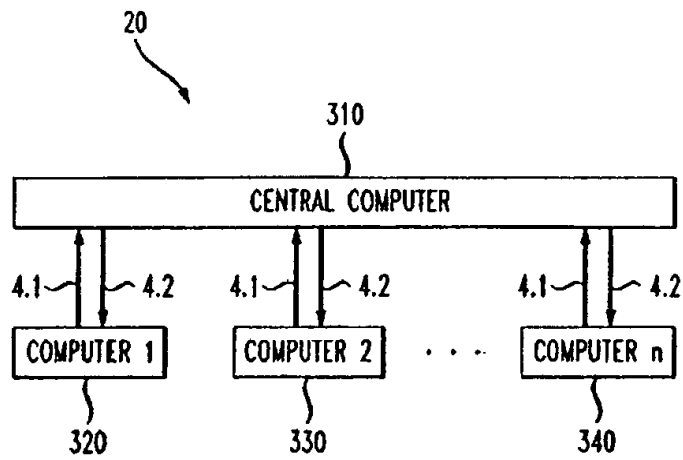 20
310
CENTRAL COMPUTER
4.1 4.2 4.1 4.2 4.1 4.2
COMPUTER 1 COMPUTER 2 . . . COMPUTER n
320 330 340